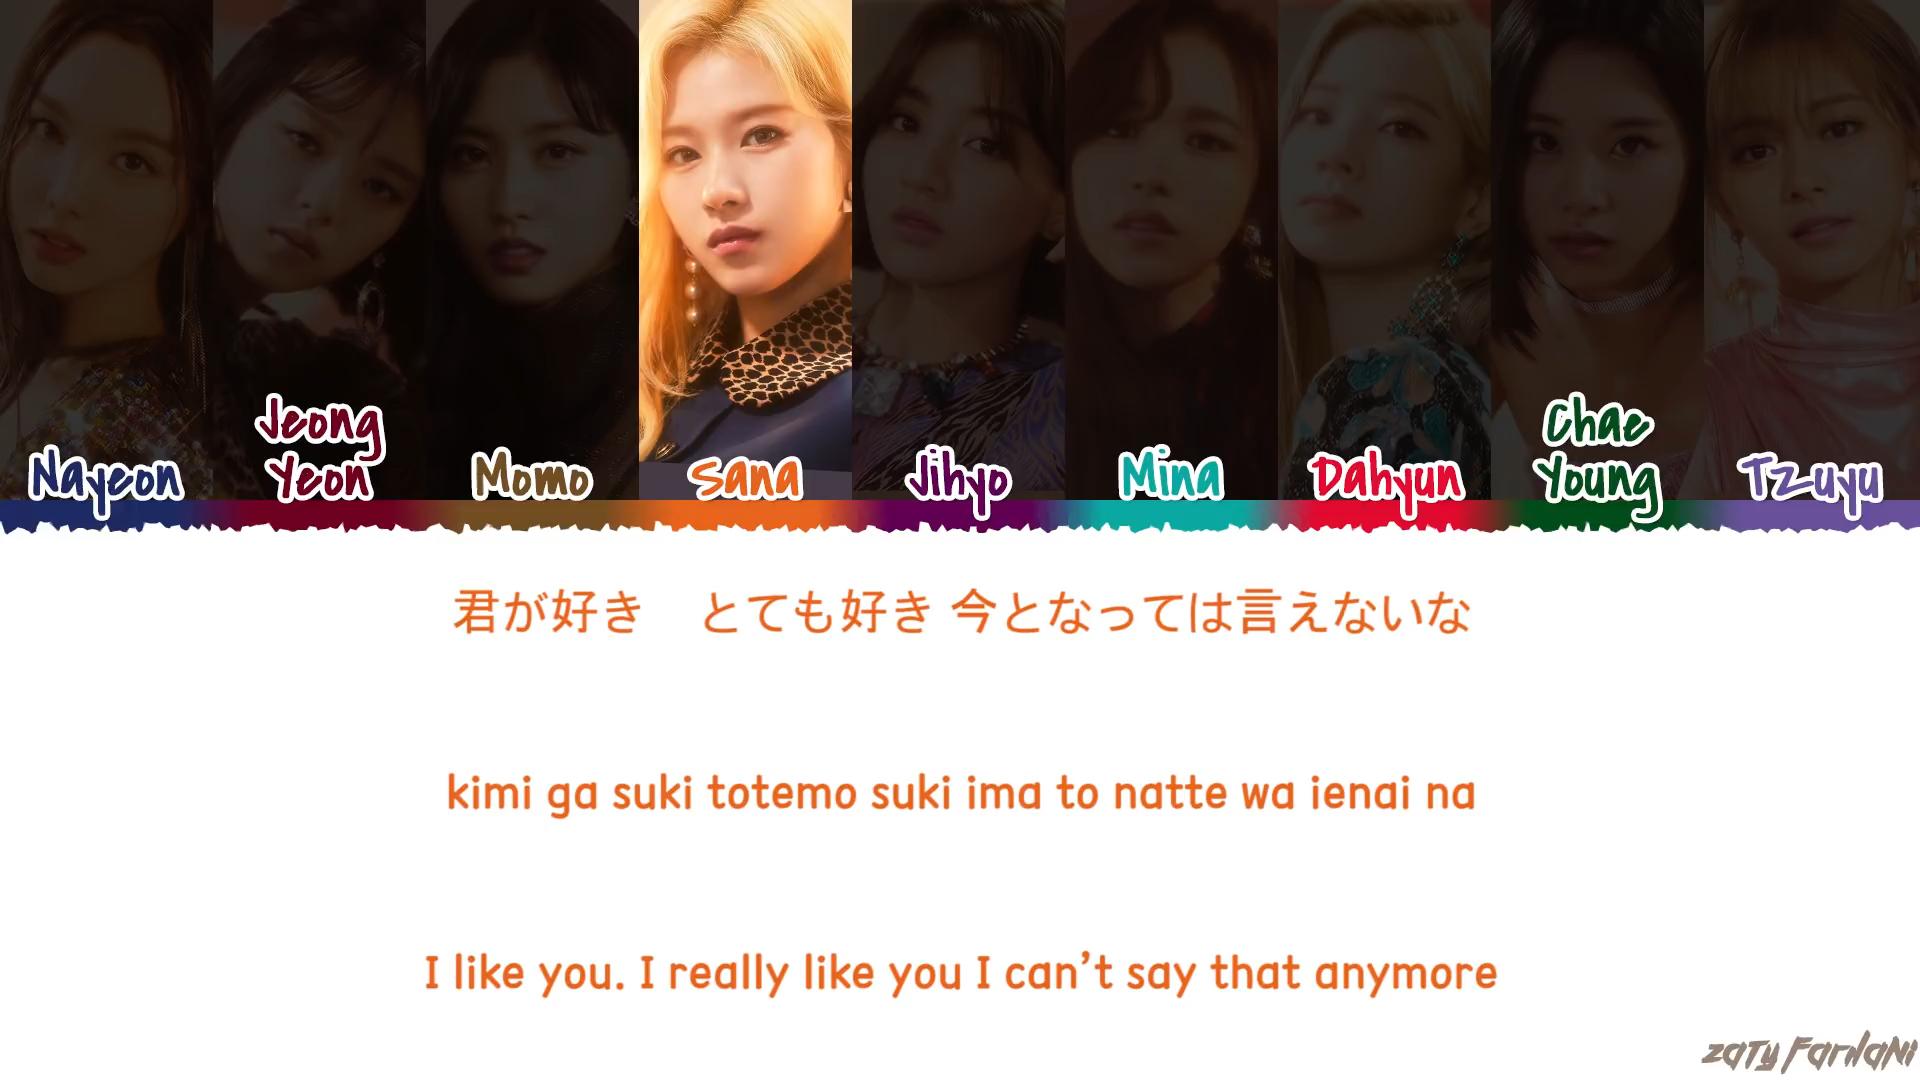 Nayeon
Jeong
Yeon
Momo
Sana
Jihyo
Mina
Dahyun
Chae
Young
Tzuyu
君が好き　とても好き 今となっては言えないな
kimi ga suki totemo suki ima to natte wa ienai na
I like you. I really like you I can't say that anymore
Zaty Fardani